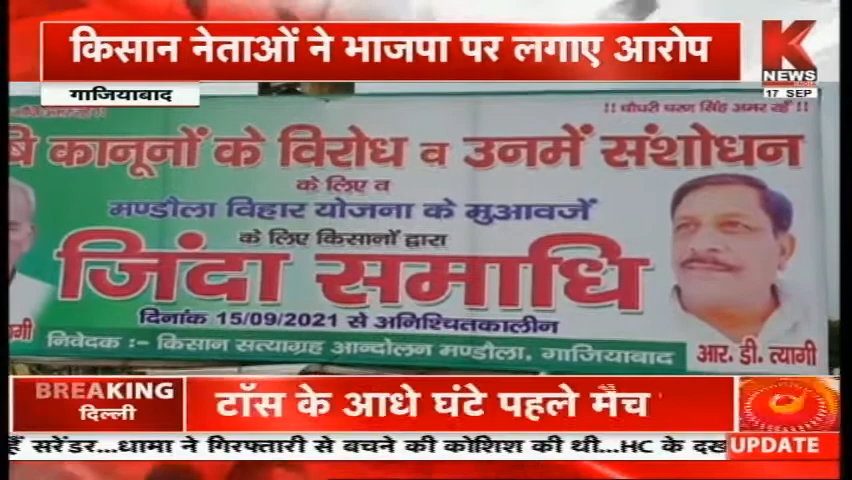 किसान नेताओं ने भाजपा पर लगाए आरोप
K NEWS
INDIA
17 SEP
गाजियाबाद
!! चौधरी चरण सिंह अमर रहें !!
कानूनों के विरोध व उनमें संशोधन
के लिए व
मण्डौला विहार योजना के मुआवजें
के लिए किसानों द्वारा
जिंदा समाधि
दिनांक 15/09/2021 से अनिश्चितकालीन
निवेदक :- किसान सत्याग्रह आन्दोलन मण्डौला, गाजियाबाद
आर. डी. त्यागी
BREAKING
दिल्ली
टॉस के आधे घंटे पहले मैच
हैं सरेंडर...धामा ने गिरफ्तारी से बचने की कोशिश की थी...HC के
UPDATE